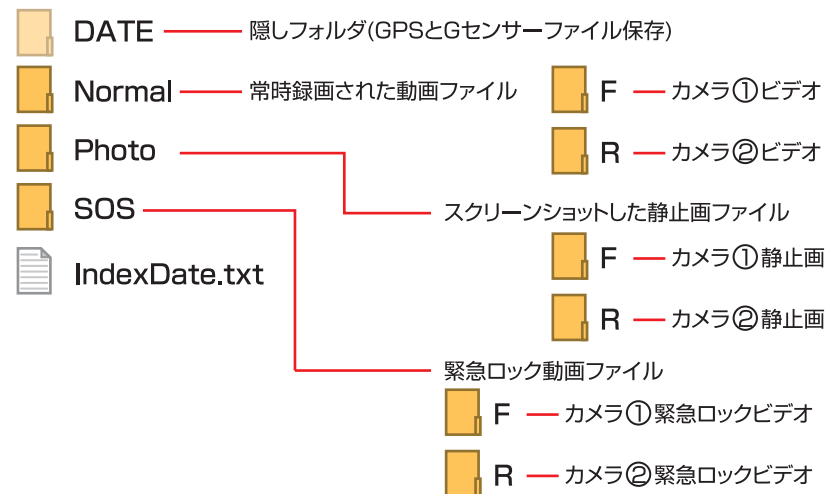 DATE 隠しフォルダ(GPSとGセンサーファイル保存)
Normal 常時録画された動画ファイル F カメラ①ビデオ
Photo R カメラ②ビデオ
SOS スクリーンショットした静止画ファイル
F カメラ①静止画
IndexDate.txt
R カメラ②静止画
緊急ロック動画ファイル
F カメラ①緊急ロックビデオ
R カメラ②緊急ロックビデオ